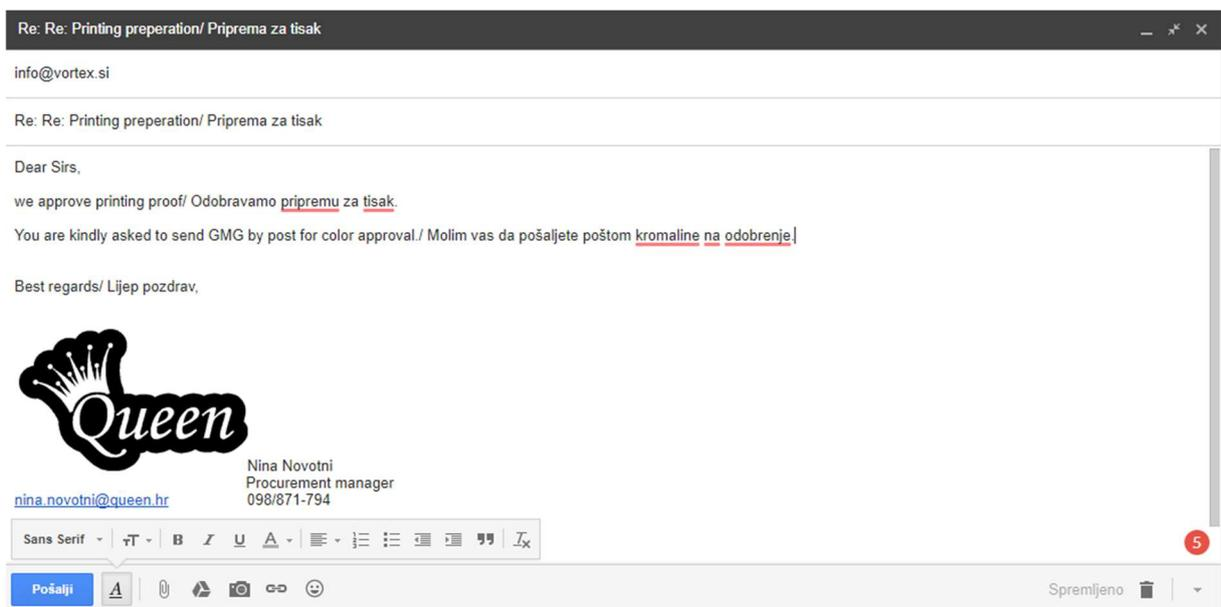 Re: Re: Printing preperation/ Priprema za tisak
info@vortex.si
Re: Re: Printing preperation/ Priprema za tisak
Dear Sirs,
we approve printing proof/ Odobravamo pripremu za tisak.
You are kindly asked to send GMG by post for color approval./ Molim vas da pošaljete poštom kromaline na odobrenje.
Best regards/ Lijep pozdrav,
Queen
Nina Novotni
Procurement manager
nina.novotni@queen.hr 098/871-794
Sans Serif
5
Pošalji Spremljeno